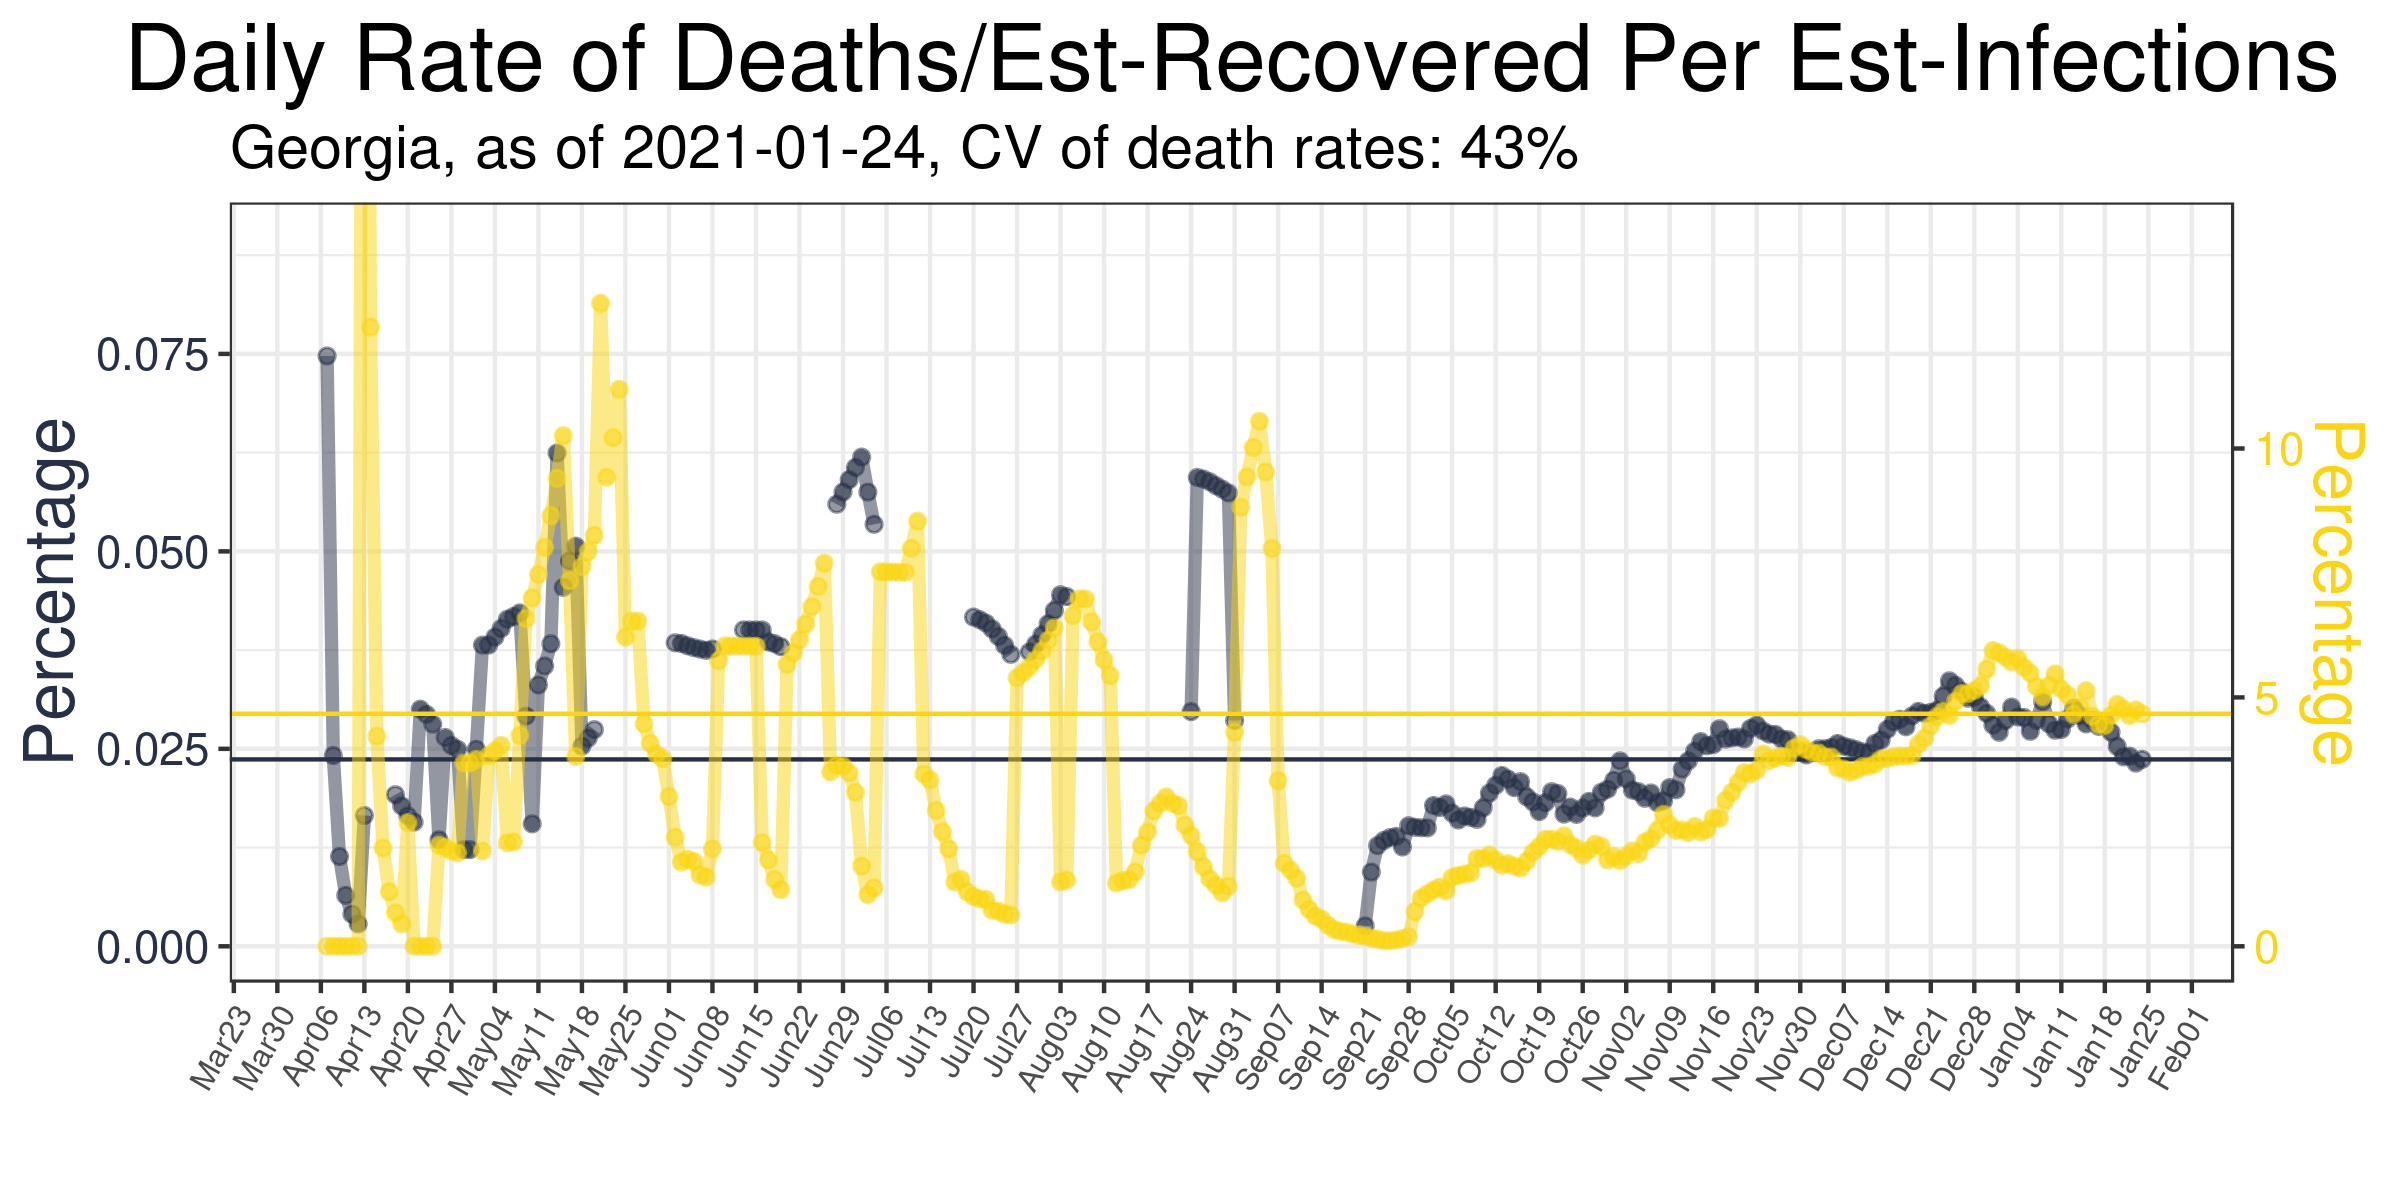 Daily Rate of Deaths/Est-Recovered Per Est-Infections
Georgia, as of 2021-01-24, CV of death rates: 43%
Percentage
0.075
0.050
0.025
0.000
10
5
0
Percentage
Mar23
Mar30
Apr06
Apr13
Apr20
Apr27
May04
May11
May18
May25
Jun01
Jun08
Jun15
Jun22
Jun29
Jul06
Jul13
Jul20
Jul27
Aug03
Aug10
Aug17
Aug24
Aug31
Sep07
Sep14
Sep21
Sep28
Oct05
Oct12
Oct19
Oct26
Nov02
Nov09
Nov16
Nov23
Nov30
Dec07
Dec14
Dec21
Dec28
Jan04
Jan11
Jan18
Jan25
Feb01